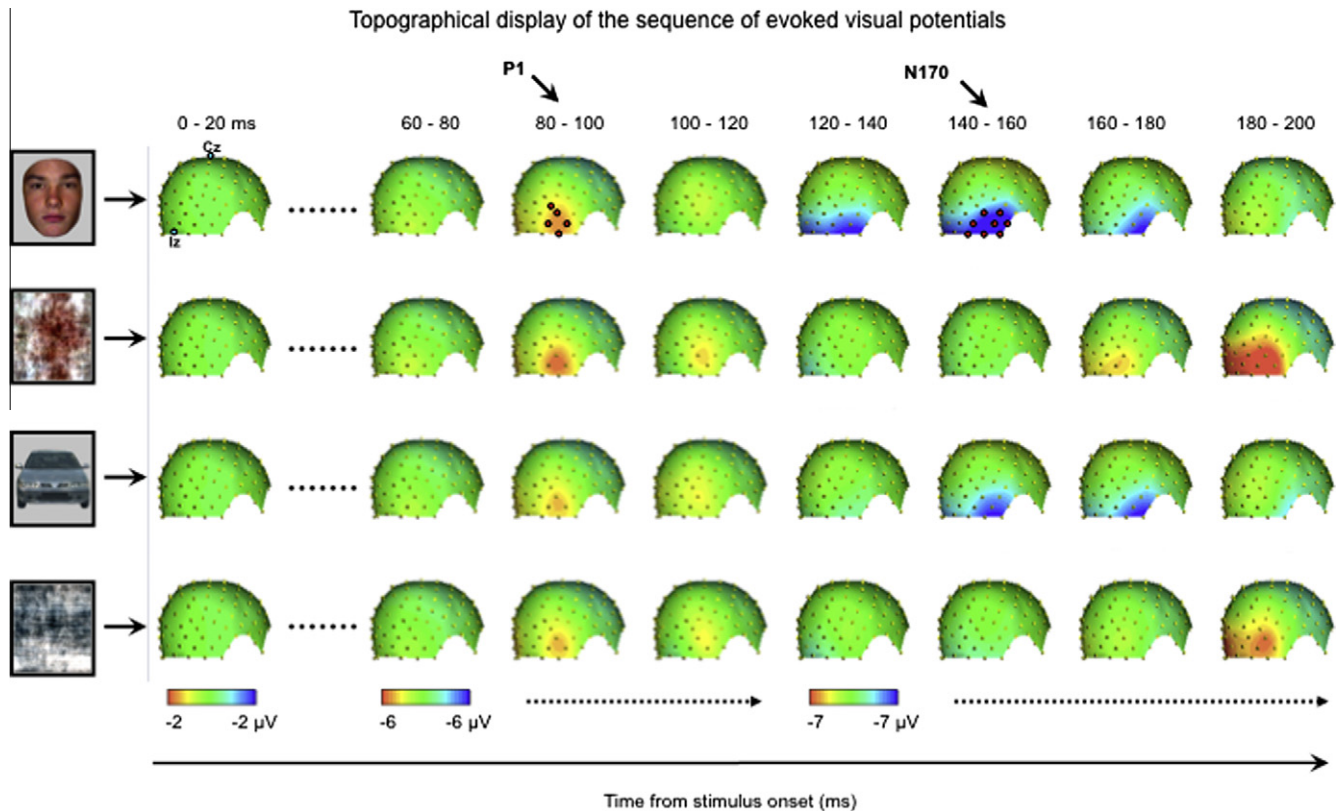 Topographical display of the sequence of evoked visual potentials
P1
N170
0 - 20 ms
60 - 80
80 - 100
100 - 120
120 - 140
140 - 160
160 - 180
180 - 200
Cz
Iz
-2 -2 µV
-6 -6 µV
-7 -7 µV
Time from stimulus onset (ms)